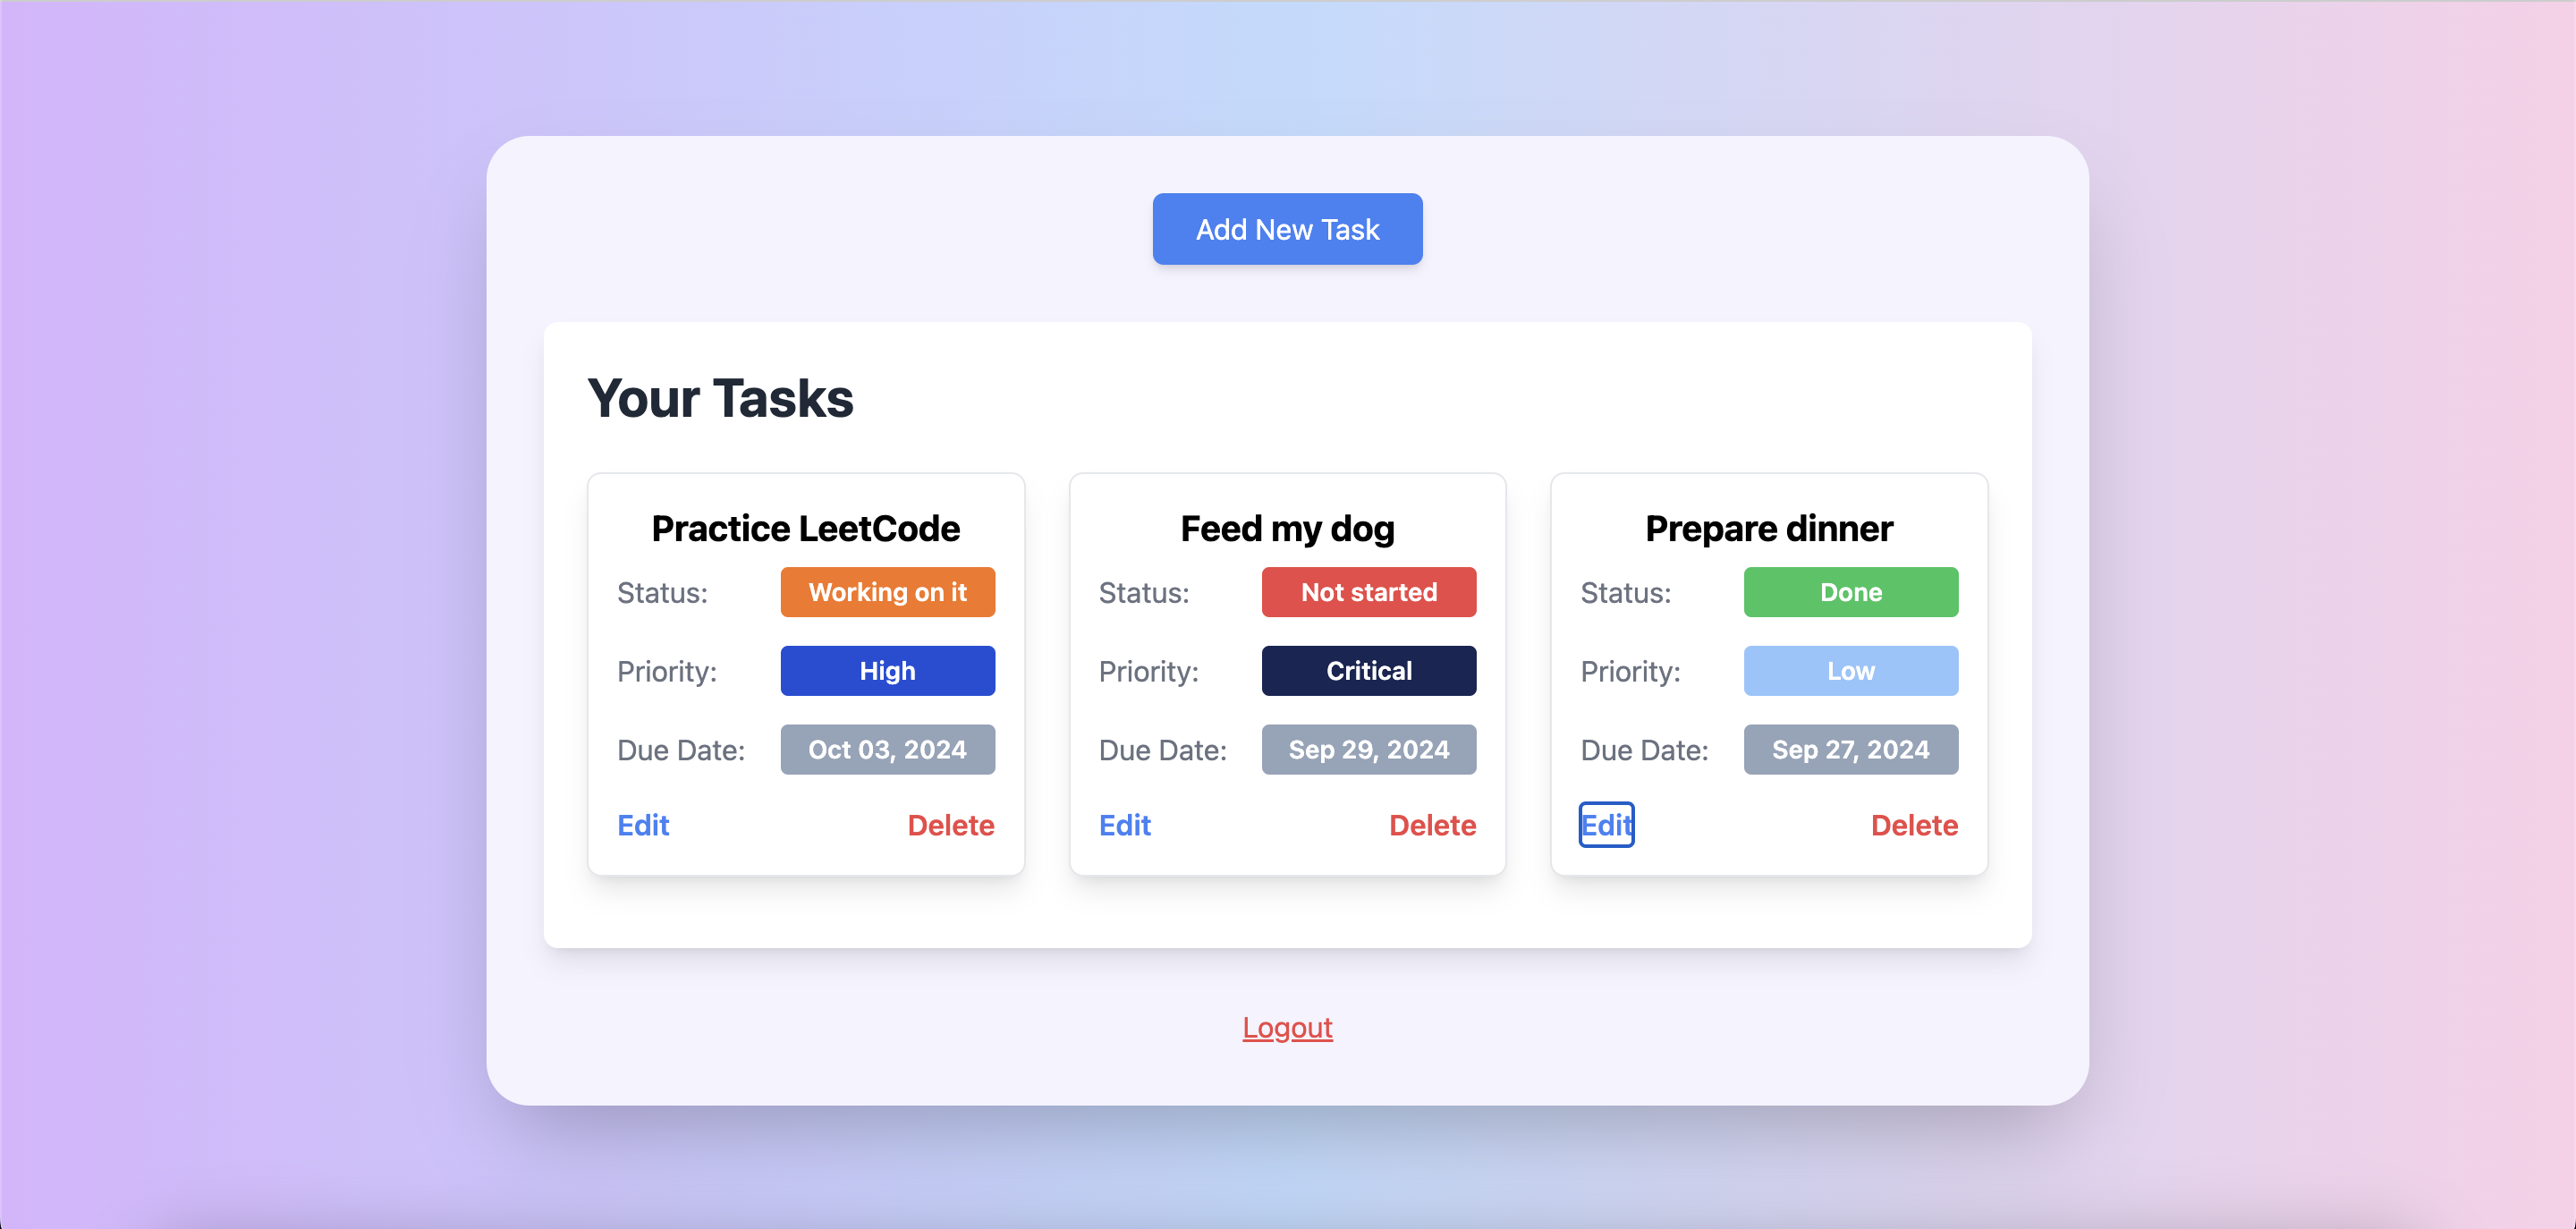 Add New Task
Your Tasks
Practice LeetCode
Status: Working on it
Priority: High
Due Date: Oct 03, 2024
Edit Delete
Feed my dog
Status: Not started
Priority: Critical
Due Date: Sep 29, 2024
Edit Delete
Prepare dinner
Status: Done
Priority: Low
Due Date: Sep 27, 2024
Edit Delete
Logout